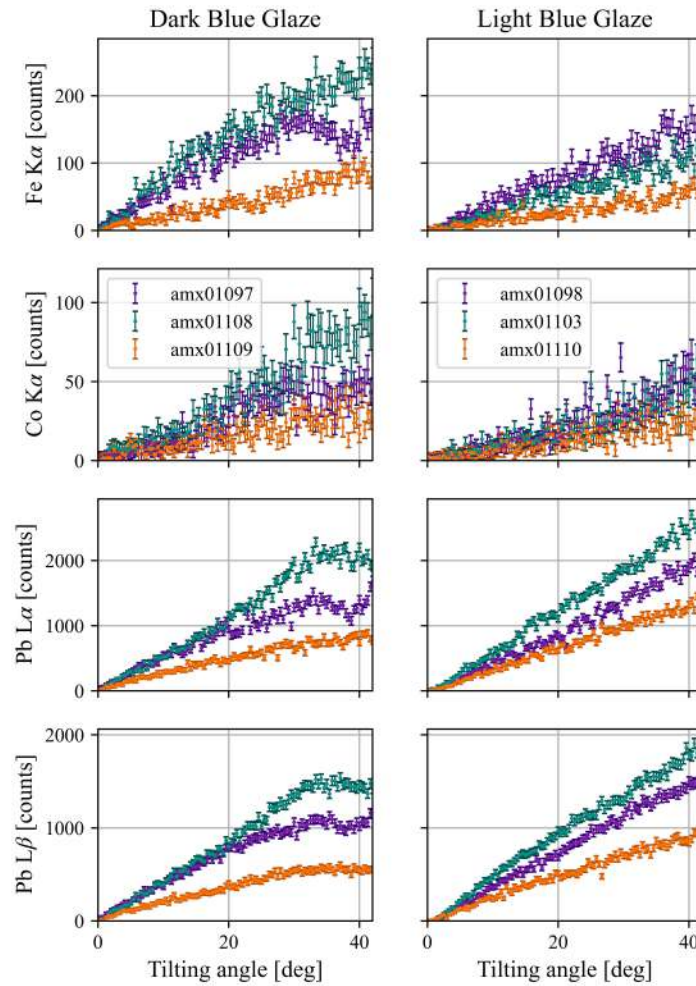 Dark Blue Glaze
Light Blue Glaze
Fe Kα [counts]
200
100
0
Co Kα [counts]
100
50
0
amx01097
amx01108
amx01109
amx01098
amx01103
amx01110
Pb Lα [counts]
2000
1000
0
Pb Lβ [counts]
2000
1000
0
0
20
40
0
20
40
Tilting angle [deg]
Tilting angle [deg]